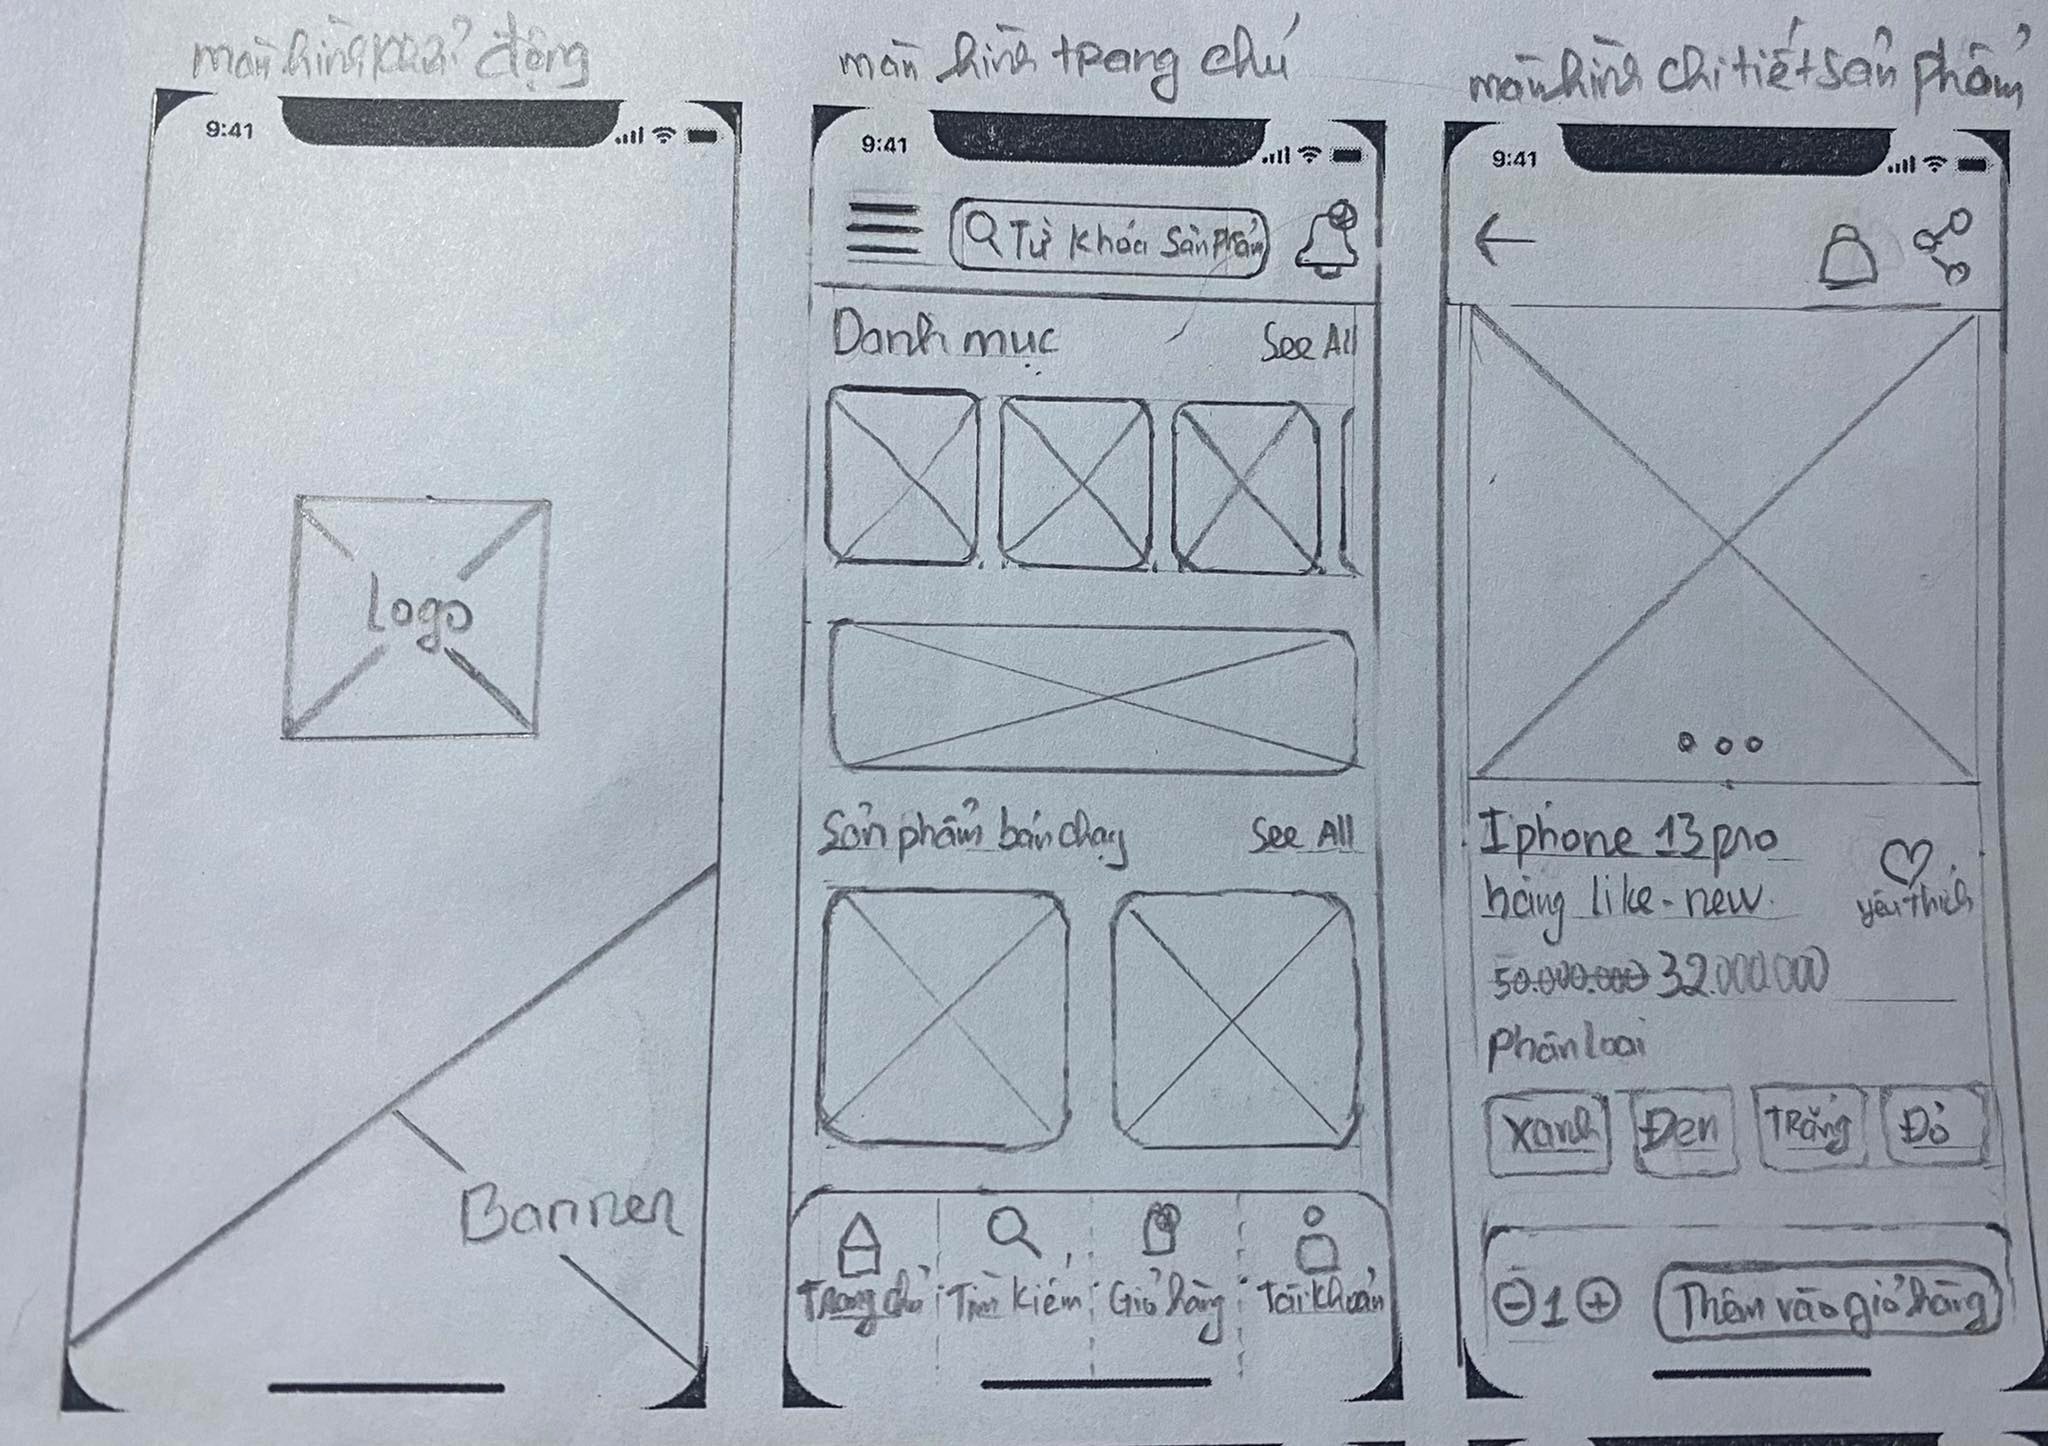 màn hình khởi động
9:41
Logo
Banner
màn hình trang chủ
9:41
Từ khóa sản phẩm
Danh mục
See All
Sản phẩm bán chạy
See All
Trang chủ
Tìm kiếm
Giỏ hàng
Tài khoản
màn hình chi tiết sản phẩm
9:41
Iphone 13 pro
hàng like-new
yêu thích
50.000.000 32.000.000
Phân loại
Xanh
Đen
Trắng
Đỏ
1
Thêm vào giỏ hàng